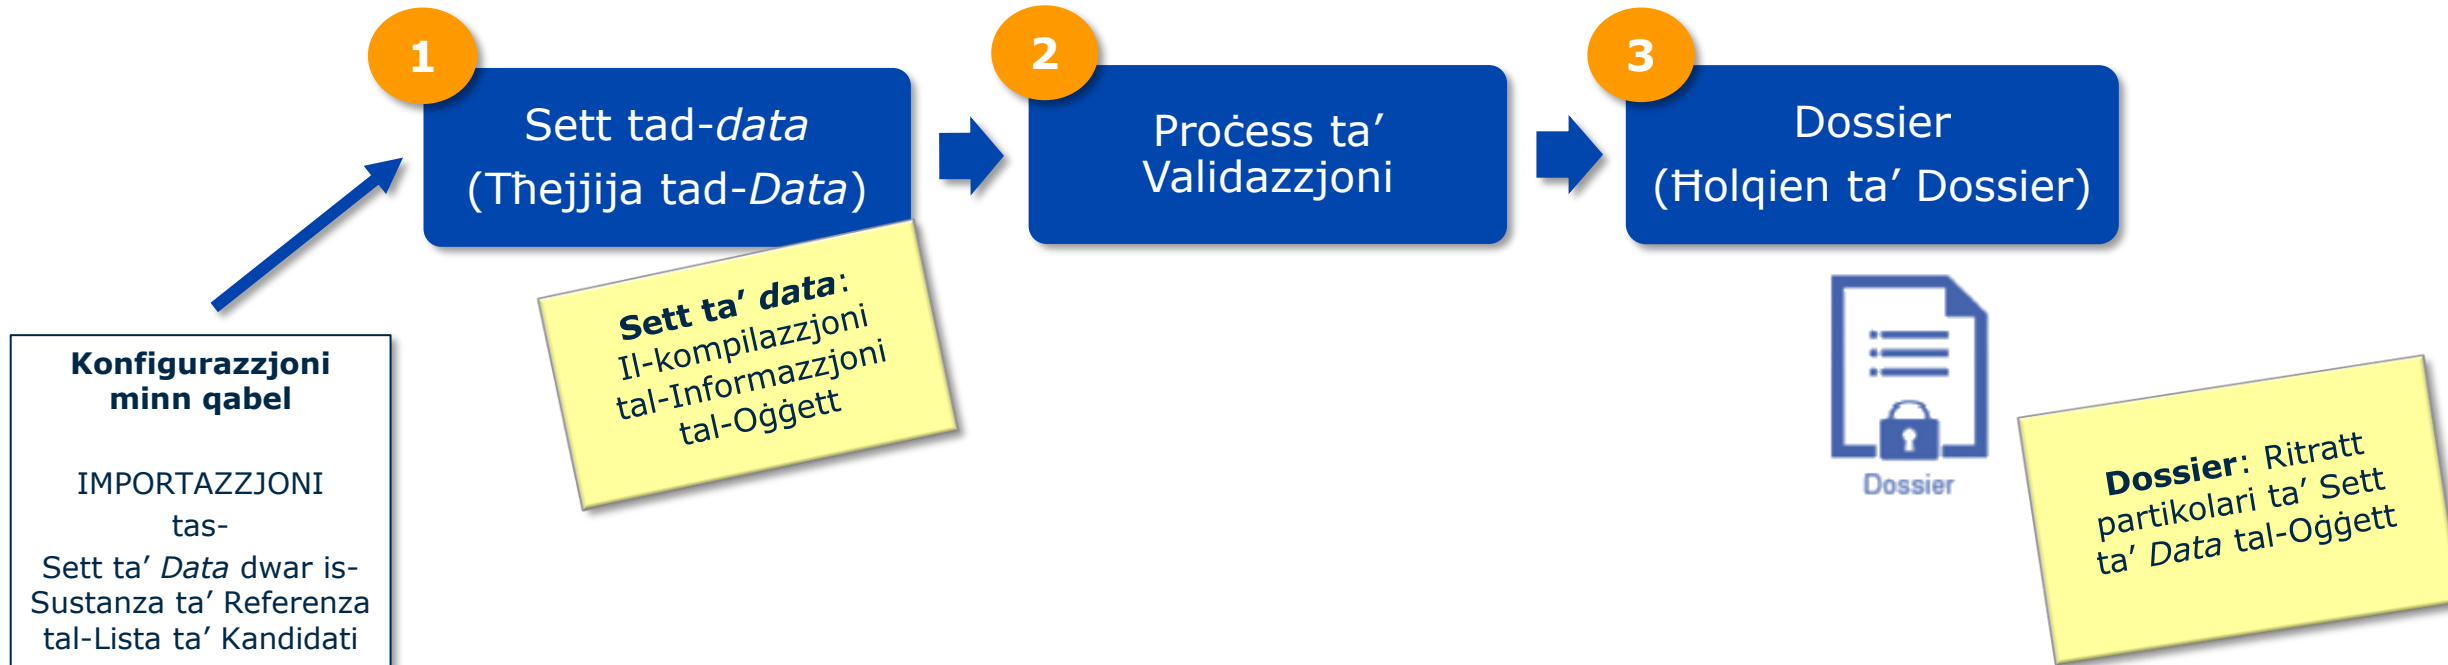 1
Sett tad-data
(Tħejjija tad-Data)
2
Proċess ta’
Validazzjoni
3
Dossier
(Ħolqien ta’ Dossier)
Sett ta’ data:
Il-kompilazzjoni
tal-Informazzjoni
tal-Oġġett
Konfigurazzjoni
minn qabel
IMPORTAZZJONI
tas-
Sett ta’ Data dwar is-
Sustanza ta’ Referenza
tal-Lista ta’ Kandidati
Dossier
Dossier: Ritratt
partikolari ta’ Sett
ta’ Data tal-Oġġett